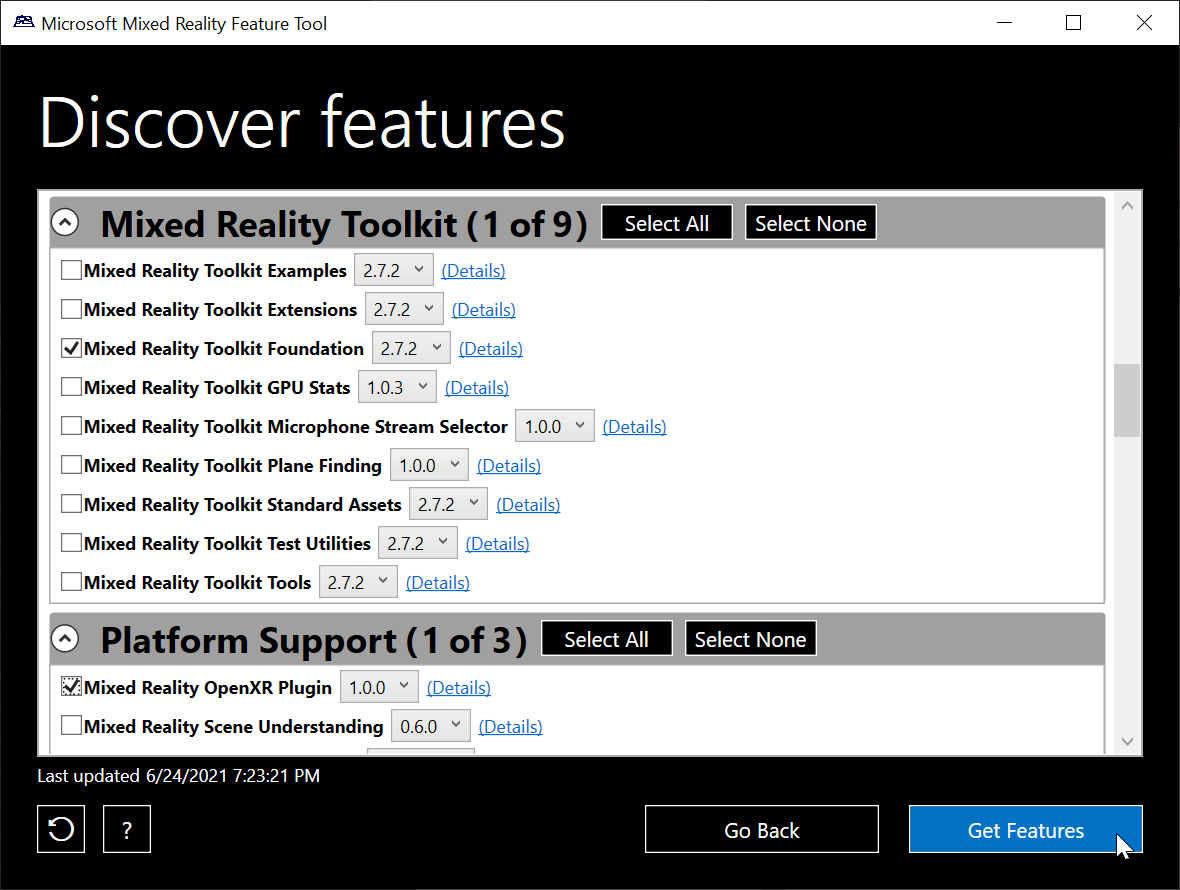 Microsoft Mixed Reality Feature Tool
Discover features
Mixed Reality Toolkit (1 of 9) Select All Select None
Mixed Reality Toolkit Examples 2.7.2 (Details)
Mixed Reality Toolkit Extensions 2.7.2 (Details)
Mixed Reality Toolkit Foundation 2.7.2 (Details)
Mixed Reality Toolkit GPU Stats 1.0.3 (Details)
Mixed Reality Toolkit Microphone Stream Selector 1.0.0 (Details)
Mixed Reality Toolkit Plane Finding 1.0.0 (Details)
Mixed Reality Toolkit Standard Assets 2.7.2 (Details)
Mixed Reality Toolkit Test Utilities 2.7.2 (Details)
Mixed Reality Toolkit Tools 2.7.2 (Details)
Platform Support (1 of 3) Select All Select None
Mixed Reality OpenXR Plugin 1.0.0 (Details)
Mixed Reality Scene Understanding 0.6.0 (Details)
Last updated 6/24/2021 7:23:21 PM
? Go Back Get Features